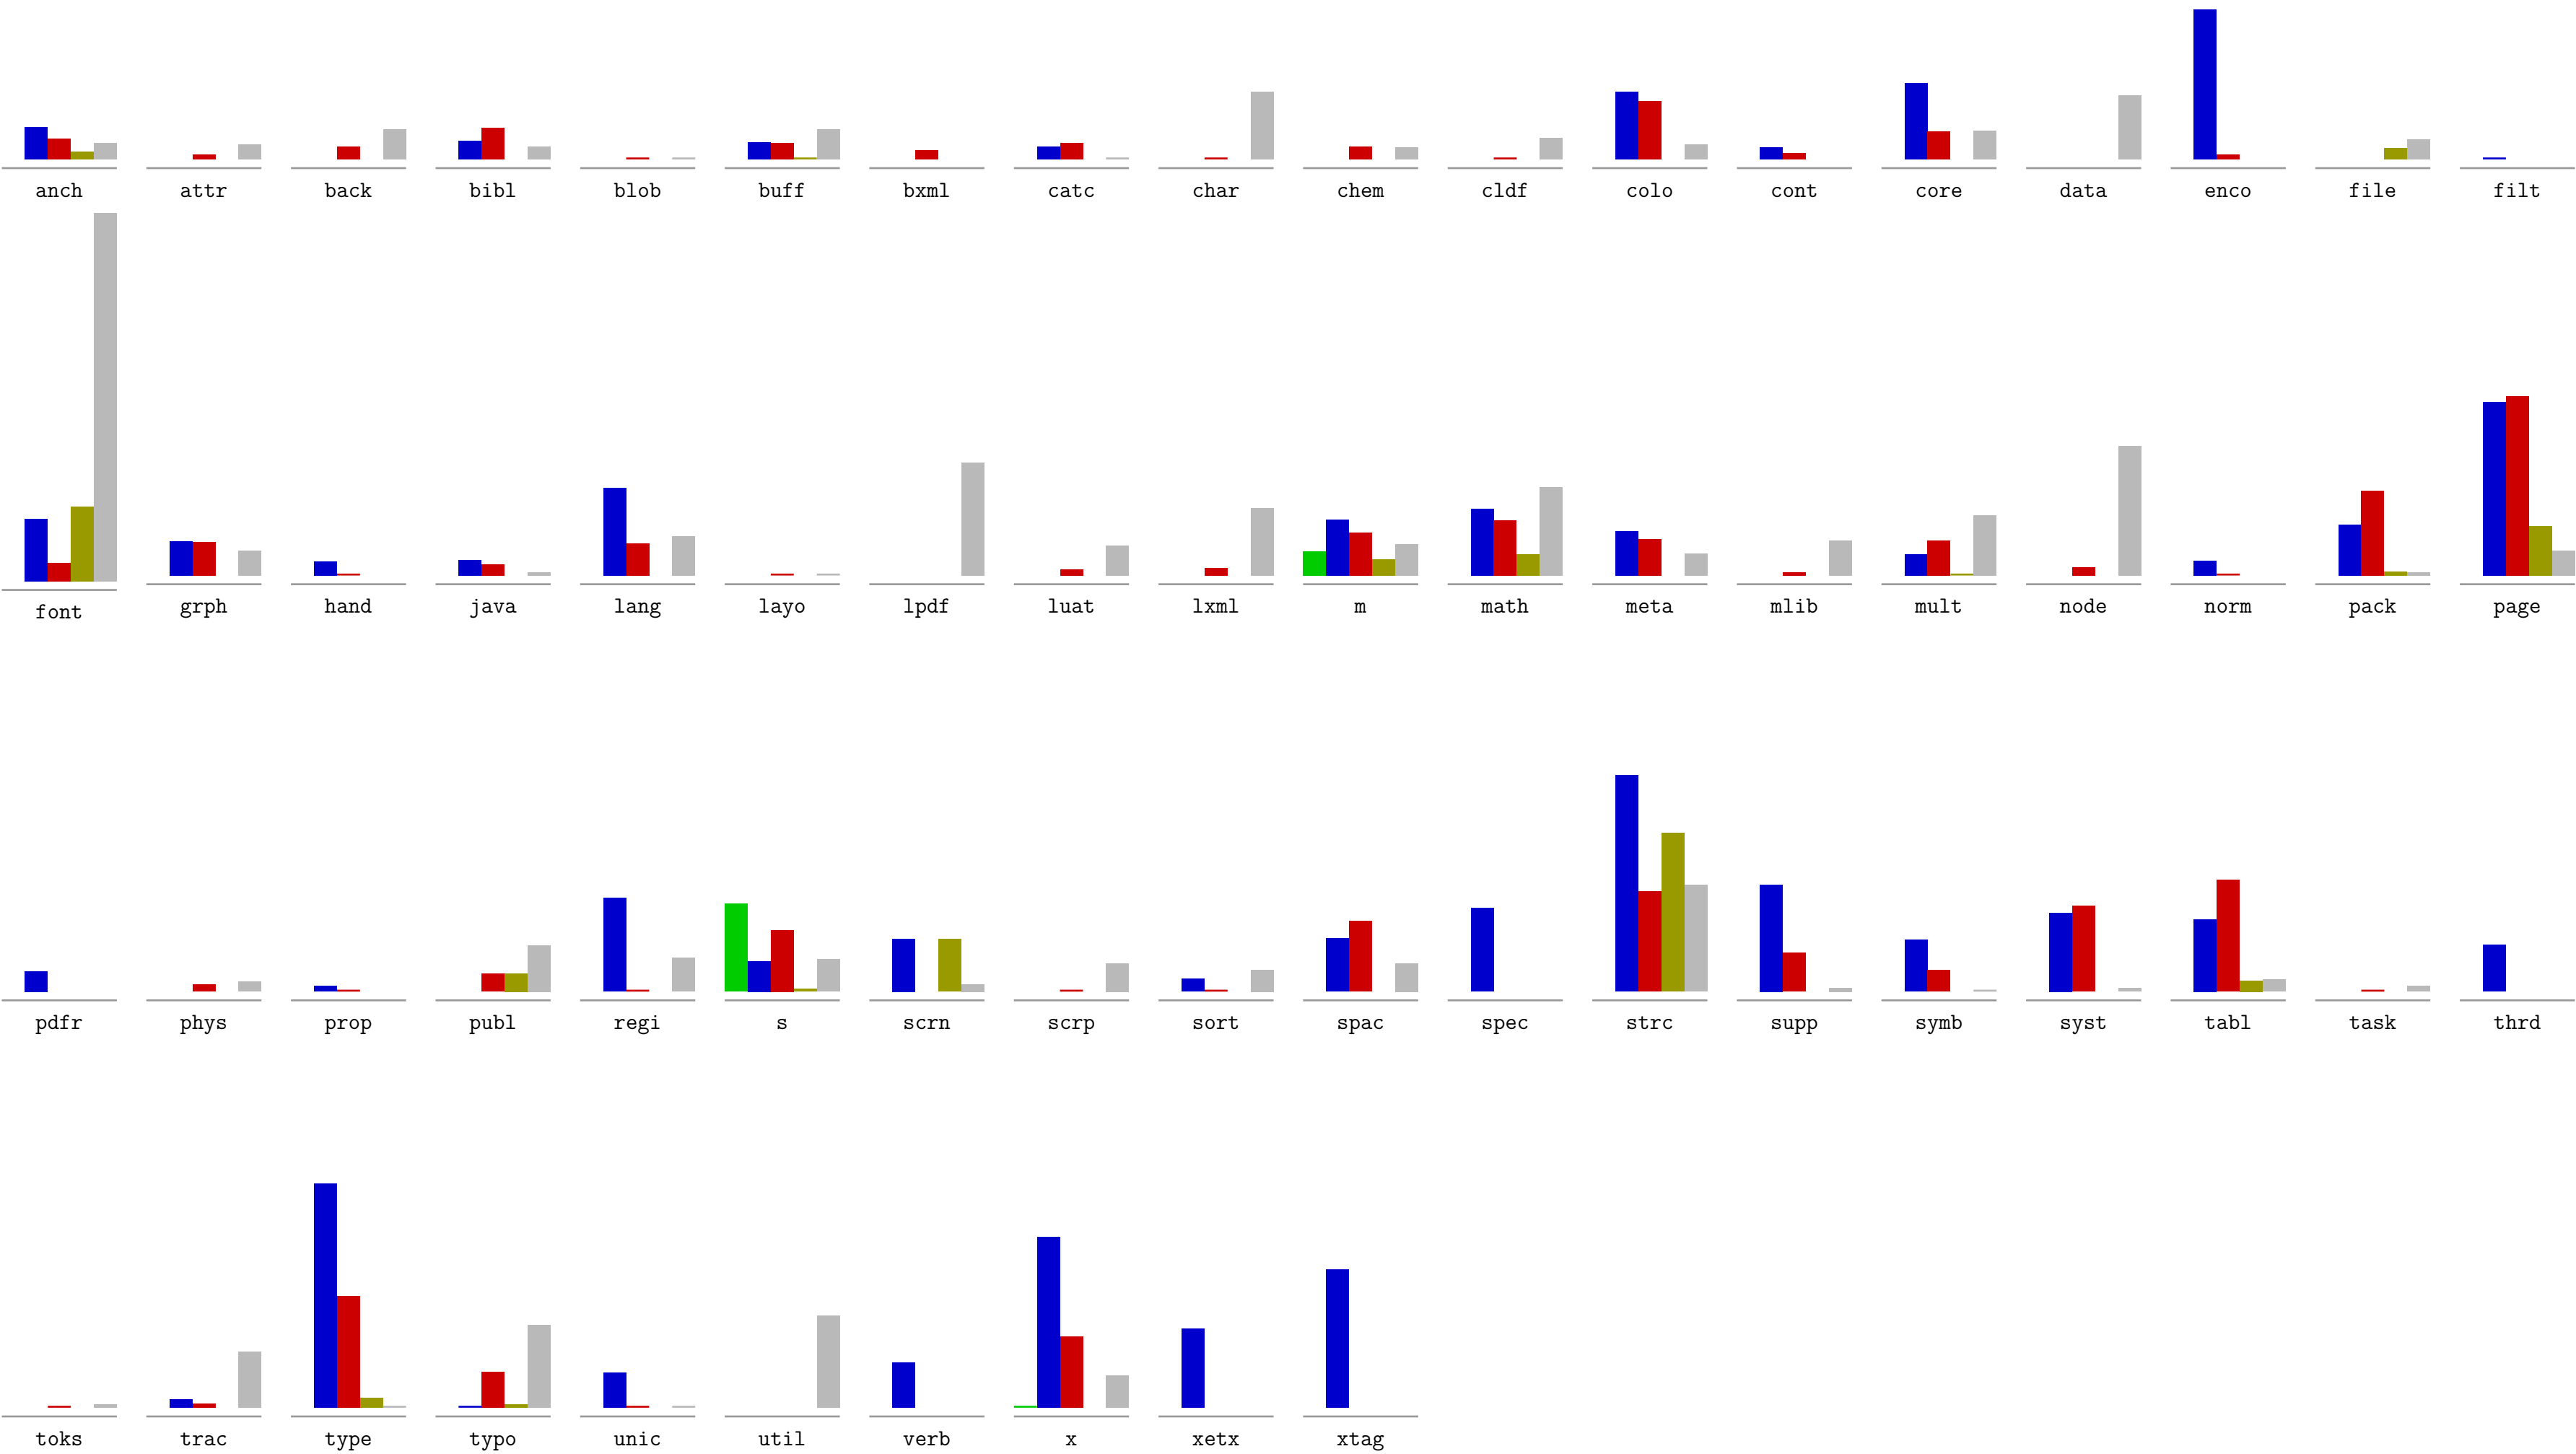 anch attr back bibl blob buff bxml catc char chem cldf colo cont core data enco file filt
font grph hand java lang layo lpdf luat lxml m math meta mlib mult node norm pack page
pdfr phys prop publ regi s scrn scrp sort spac spec strc supp symb syst tabl task thrd
toks trac type typo unic util verb x xetx xtag